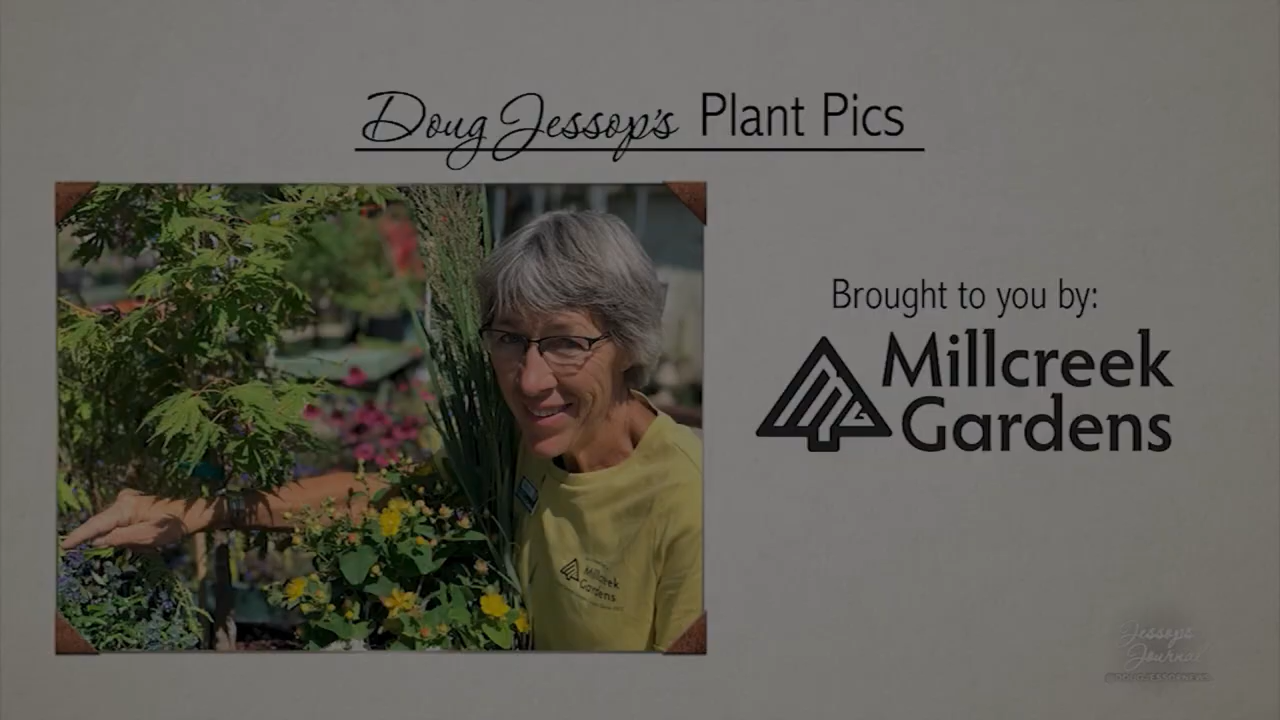 Doug Jessop's Plant Pics
Brought to you by:
Millcreek
Gardens
Millcreek
Gardens
Jessop's
Journal